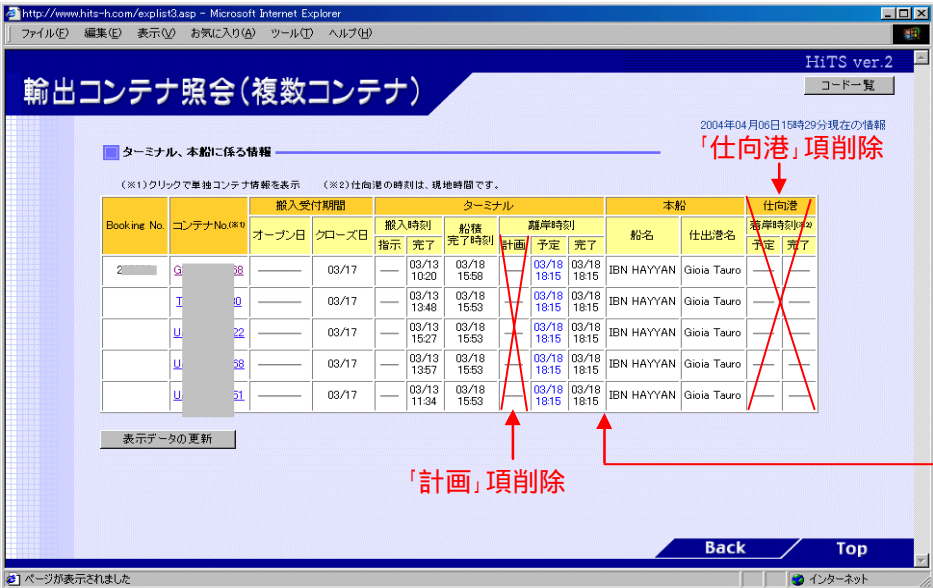 http://www.hits-h.com/explist3.asp - Microsoft Internet Explorer
ファイル(F) 編集(E) 表示(V) お気に入り(A) ツール(T) ヘルプ(H)
HiTS ver.2
輸出コンテナ照会(複数コンテナ)
コード一覧
2004年04月06日15時29分現在の情報
ターミナル、本船に係る情報
「仕向港」項削除
(※1)クリックで単独コンテナ情報を表示 (※2)仕向港の時刻は、現地時間です。
Booking No. コンテナNo.(※1) 搬入受付期間 ターミナル 本船 仕向港
オープン日 クローズ日 搬入時刻 船積完了時刻 離岸時刻 船名 仕出港名 着岸時刻(※2)
指示 完了 計画 予定 完了 予定 完了
2 G 68 —— 03/17 — 03/13 10:20 03/18 15:58 — 03/18 18:15 03/18 18:15 IBN HAYYAN Gioia Tauro — —
T 30 —— 03/17 — 03/13 13:48 03/18 15:53 — 03/18 18:15 03/18 18:15 IBN HAYYAN Gioia Tauro — —
U 22 —— 03/17 — 03/13 15:27 03/18 15:53 — 03/18 18:15 03/18 18:15 IBN HAYYAN Gioia Tauro — —
U 68 —— 03/17 — 03/13 13:57 03/18 15:53 — 03/18 18:15 03/18 18:15 IBN HAYYAN Gioia Tauro — —
U 51 —— 03/17 — 03/13 11:34 03/18 15:53 — 03/18 18:15 03/18 18:15 IBN HAYYAN Gioia Tauro — —
表示データの更新
「計画」項削除
Back Top
ページが表示されました インターネット